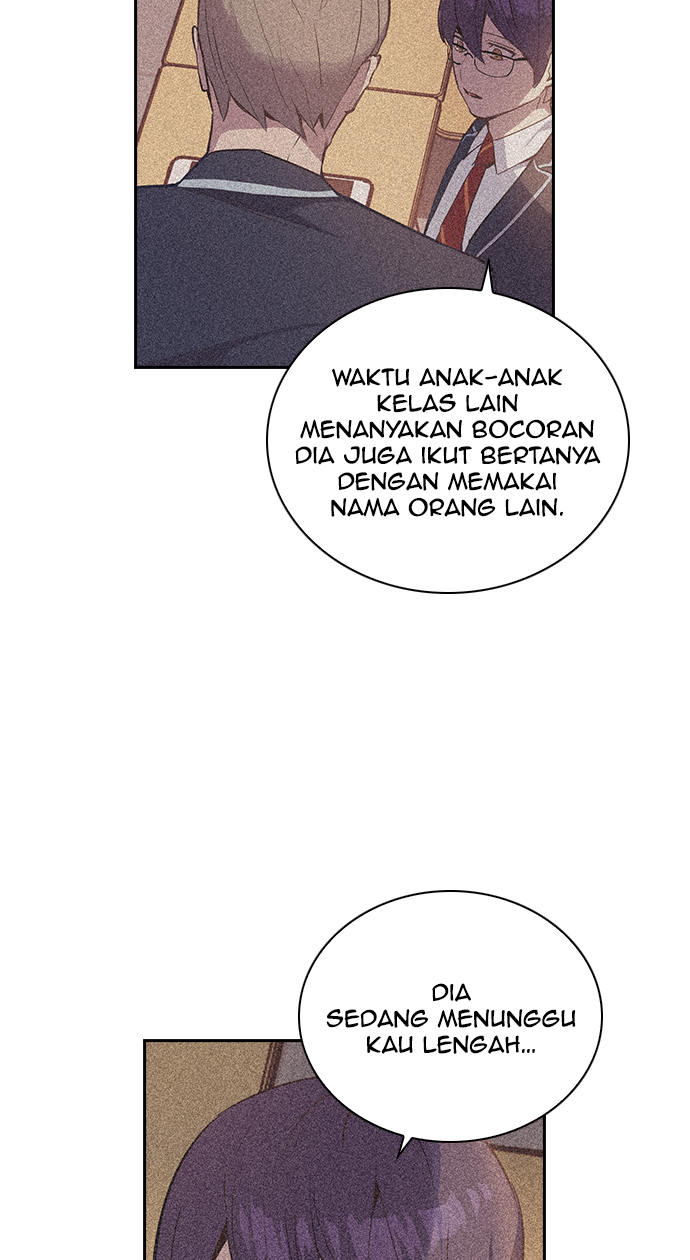 WAKTU ANAK-ANAK
KELAS LAIN
MENANYAKAN BOCORAN
DIA JUGA IKUT BERTANYA
DENGAN MEMAKAI
NAMA ORANG LAIN.
DIA
SEDANG MENUNGGU
KAU LENGAH...